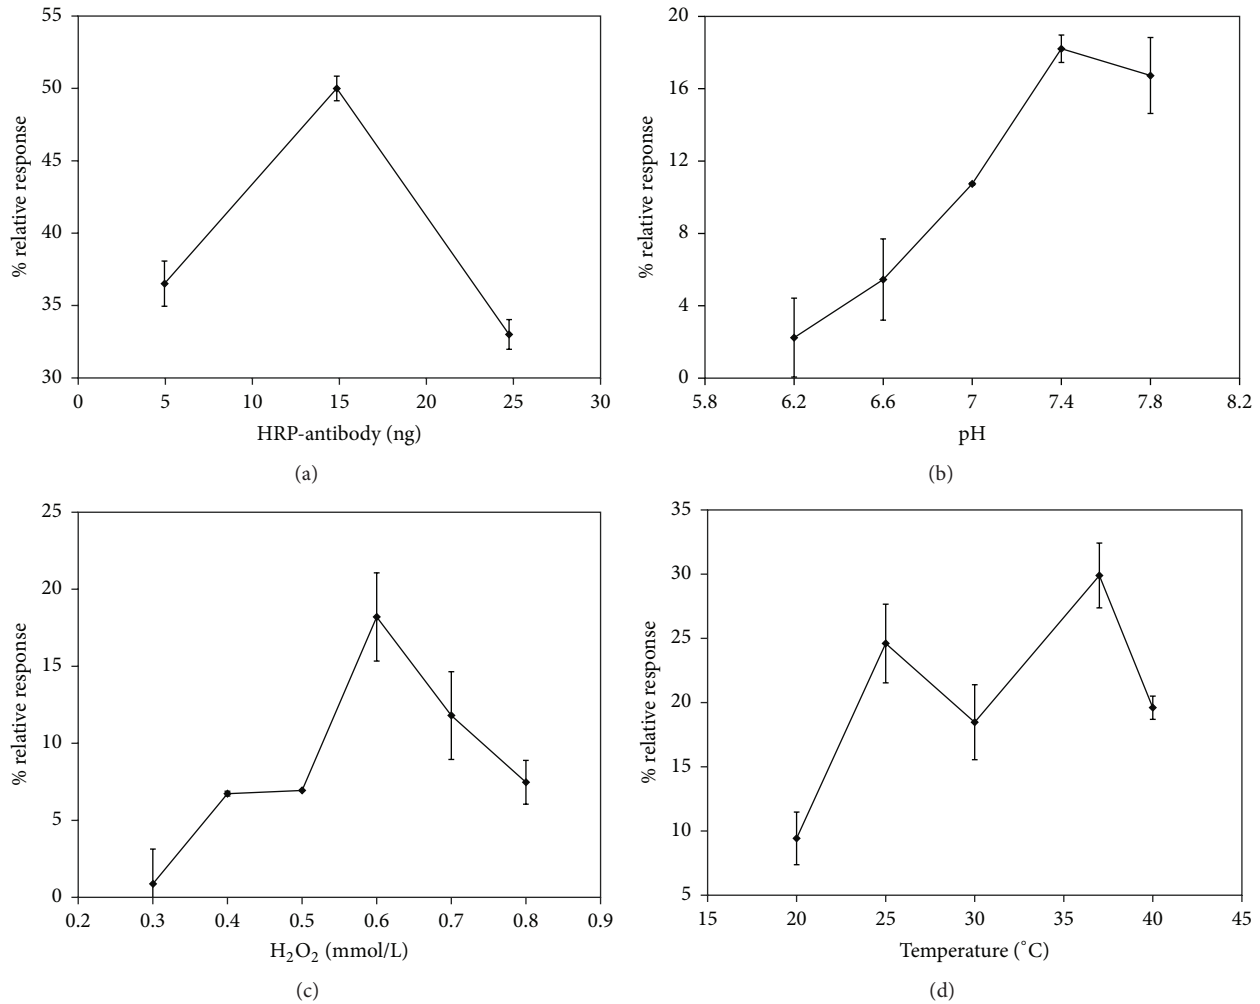 55
50
45
40
35
30
% relative response
0 5 10 15 20 25 30
HRP-antibody (ng)
(a)
20
16
12
8
4
0
% relative response
5.8 6.2 6.6 7 7.4 7.8 8.2
pH
(b)
25
20
15
10
5
0
% relative response
0.2 0.3 0.4 0.5 0.6 0.7 0.8 0.9
H₂O₂ (mmol/L)
(c)
35
30
25
20
15
10
5
% relative response
15 20 25 30 35 40 45
Temperature (˚C)
(d)